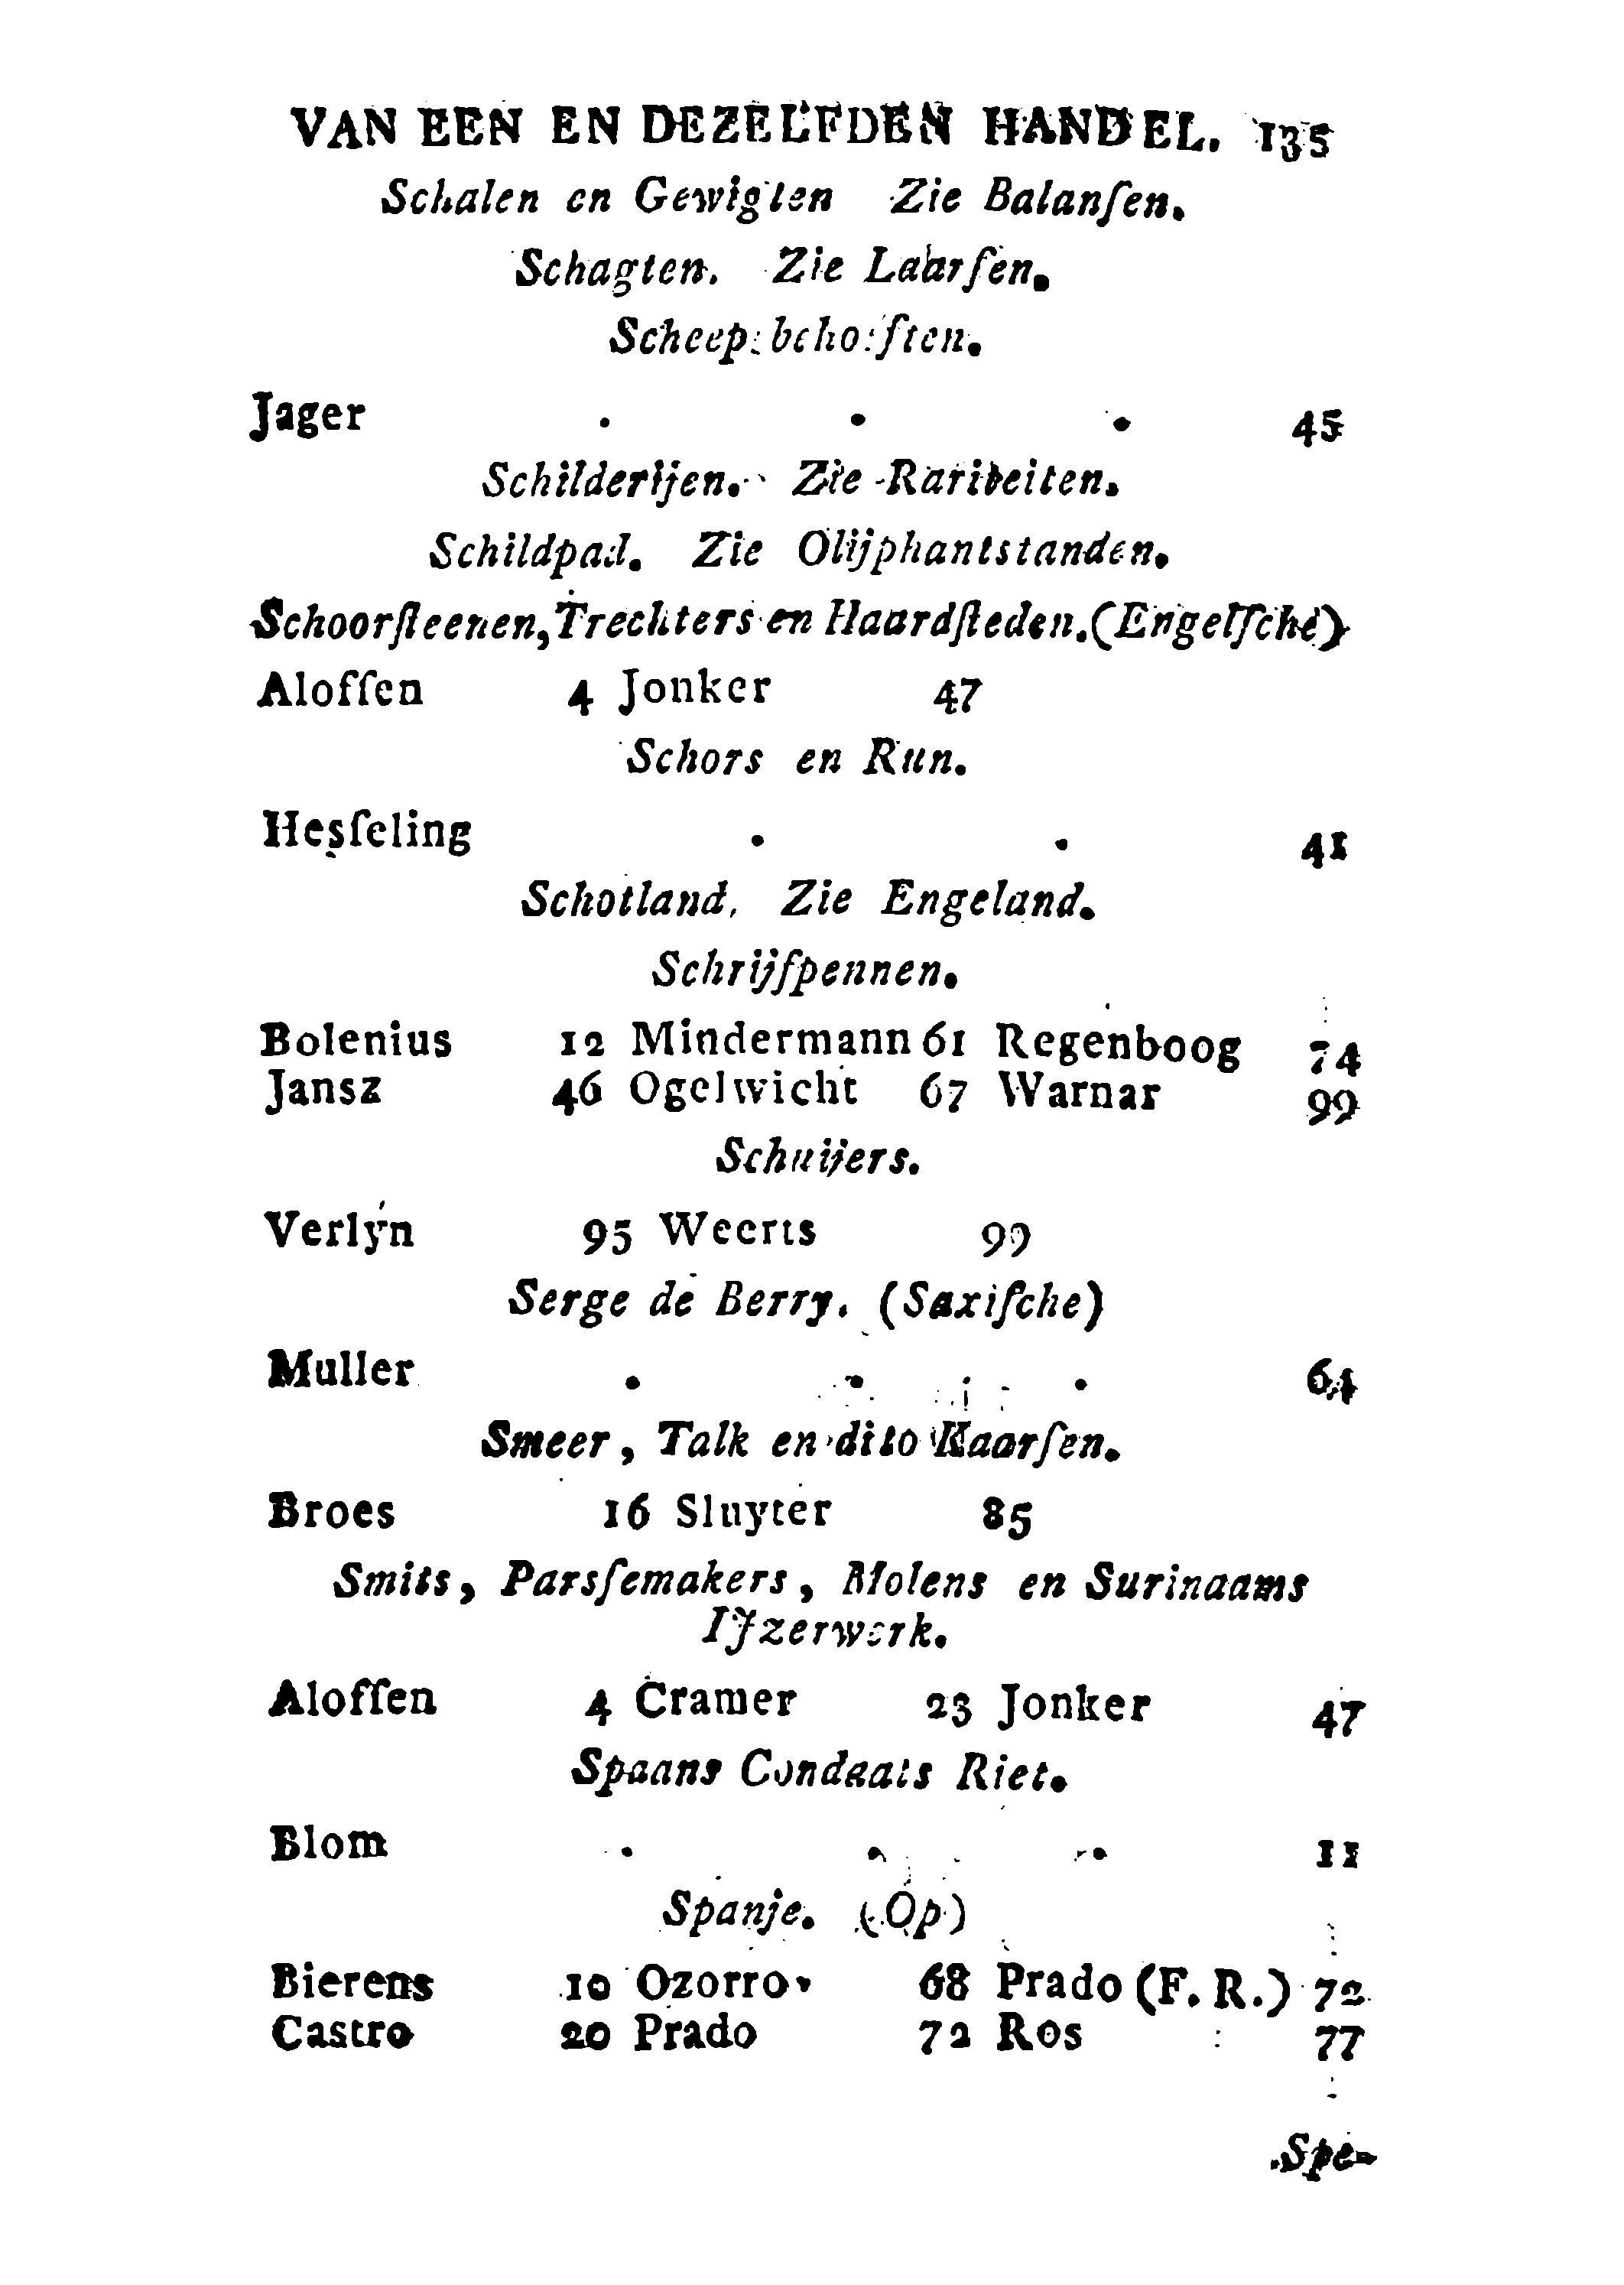 VAN EEN EN DEZELFDEN HANDEL. 135
Schalen en Gewigten Zie Balanſen.
Schagten. Zie Laarſen.
Scheepsbehoeften.
Jager . . . 45
Schilderijen. Zie Rariteiten.
Schildpad. Zie Olijphantstanden.
Schoorſteenen, Trechters en Haardſteden. (Engelſche)
Aloffen 4 Jonker 47
Schors en Run.
Hesſeling . . 41
Schotland. Zie Engeland.
Schrijfpennen.
Bolenius 12 Mindermann 61 Regenboog 74
Jansz 46 Ogelwicht 67 Warnar 99
Schuijers.
Verlyn 95 Weerts 99
Serge de Berry. (Saxiſche)
Muller . . . 64
Smeer, Talk en dito Kaarſen.
Broes 16 Sluyter 85
Smits, Parsſemakers, Molens en Surinaams
IJzerwerk.
Aloffen 4 Cramer 23 Jonker 47
Spaans Condaats Riet.
Blom . . . 11
Spanje. (Op)
Bierens 10 Ozorro. 68 Prado (F. R.) 72
Castro 20 Prado 72 Ros 77
Spe-